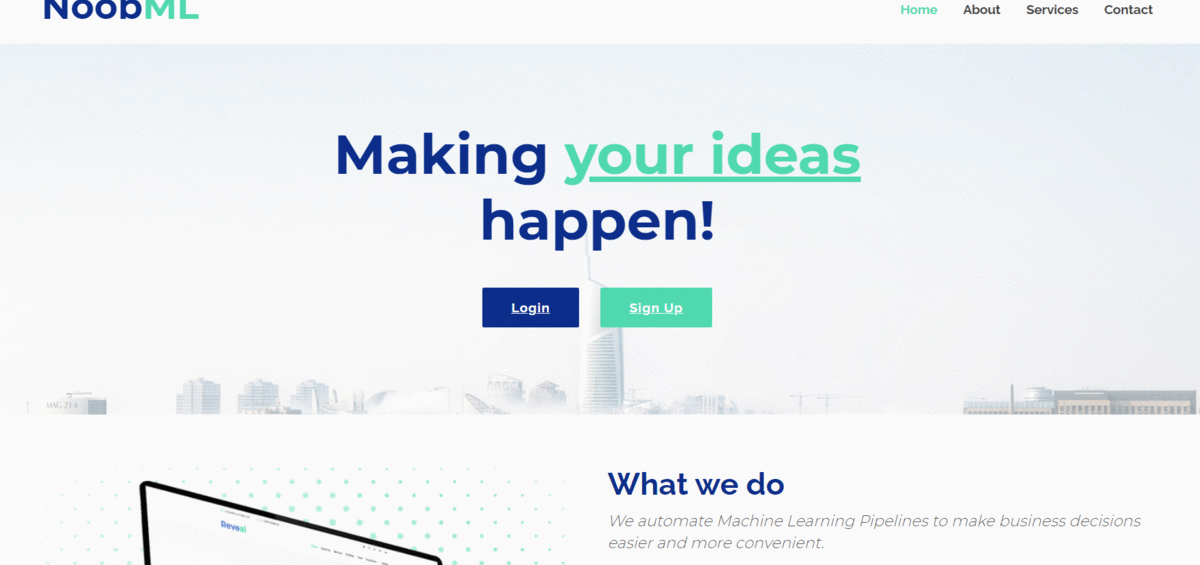 NoobML
Home About Services Contact
Making your ideas
happen!
Login Sign Up
What we do
We automate Machine Learning Pipelines to make business decisions
easier and more convenient.
Reveal